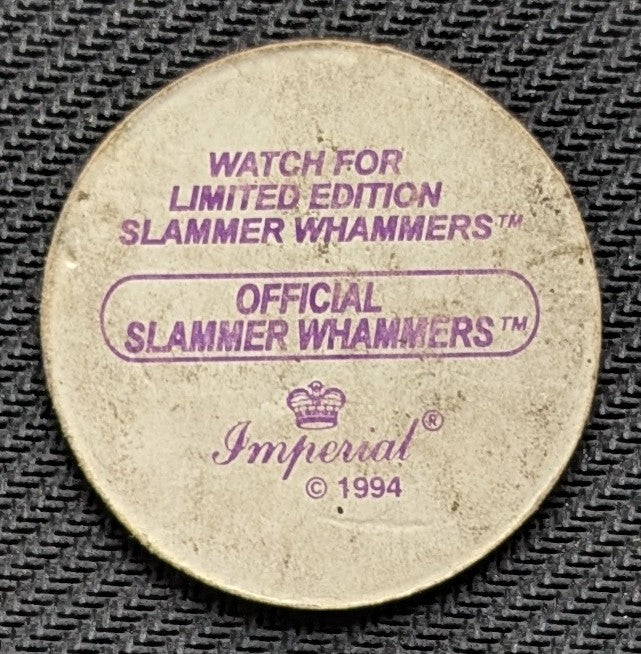 WATCH FOR
LIMITED EDITION
SLAMMER WHAMMERS™
OFFICIAL
SLAMMER WHAMMERS™
Imperial®
© 1994